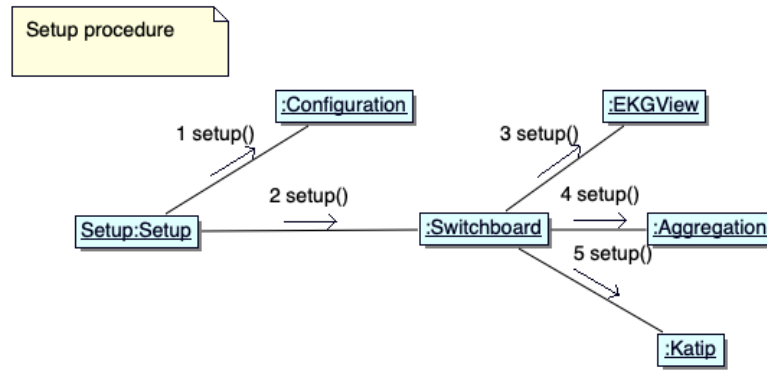 Setup procedure
:Configuration
:EKGView
1 setup()
3 setup()
2 setup()
4 setup()
Setup:Setup
:Switchboard
:Aggregation
5 setup()
:Katip